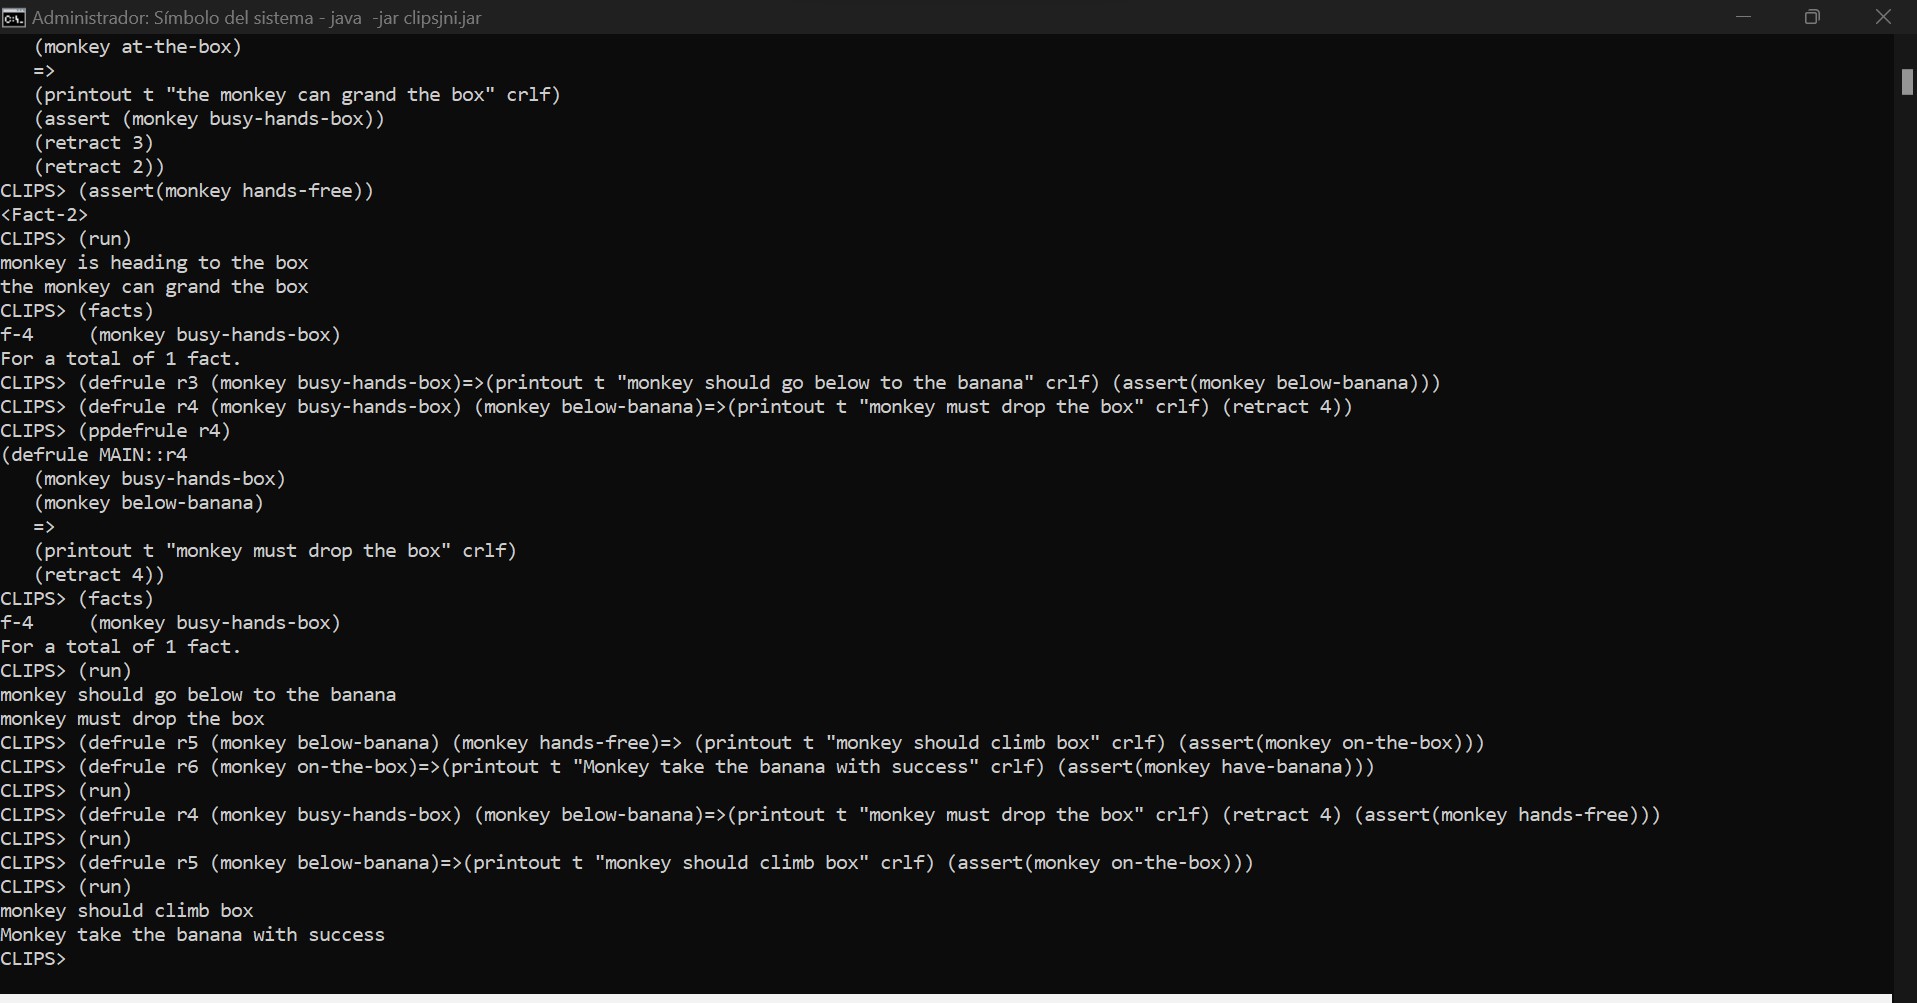 Administrador: Símbolo del sistema - java  -jar clipsjni.jar
   (monkey at-the-box)
   =>
   (printout t "the monkey can grand the box" crlf)
   (assert (monkey busy-hands-box))
   (retract 3)
   (retract 2))
CLIPS> (assert(monkey hands-free))
<Fact-2>
CLIPS> (run)
monkey is heading to the box
the monkey can grand the box
CLIPS> (facts)
f-4     (monkey busy-hands-box)
For a total of 1 fact.
CLIPS> (defrule r3 (monkey busy-hands-box)=>(printout t "monkey should go below to the banana" crlf) (assert(monkey below-banana)))
CLIPS> (defrule r4 (monkey busy-hands-box) (monkey below-banana)=>(printout t "monkey must drop the box" crlf) (retract 4))
CLIPS> (ppdefrule r4)
(defrule MAIN::r4
   (monkey busy-hands-box)
   (monkey below-banana)
   =>
   (printout t "monkey must drop the box" crlf)
   (retract 4))
CLIPS> (facts)
f-4     (monkey busy-hands-box)
For a total of 1 fact.
CLIPS> (run)
monkey should go below to the banana
monkey must drop the box
CLIPS> (defrule r5 (monkey below-banana) (monkey hands-free)=> (printout t "monkey should climb box" crlf) (assert(monkey on-the-box)))
CLIPS> (defrule r6 (monkey on-the-box)=>(printout t "Monkey take the banana with success" crlf) (assert(monkey have-banana)))
CLIPS> (run)
CLIPS> (defrule r4 (monkey busy-hands-box) (monkey below-banana)=>(printout t "monkey must drop the box" crlf) (retract 4) (assert(monkey hands-free)))
CLIPS> (run)
CLIPS> (defrule r5 (monkey below-banana)=>(printout t "monkey should climb box" crlf) (assert(monkey on-the-box)))
CLIPS> (run)
monkey should climb box
Monkey take the banana with success
CLIPS>